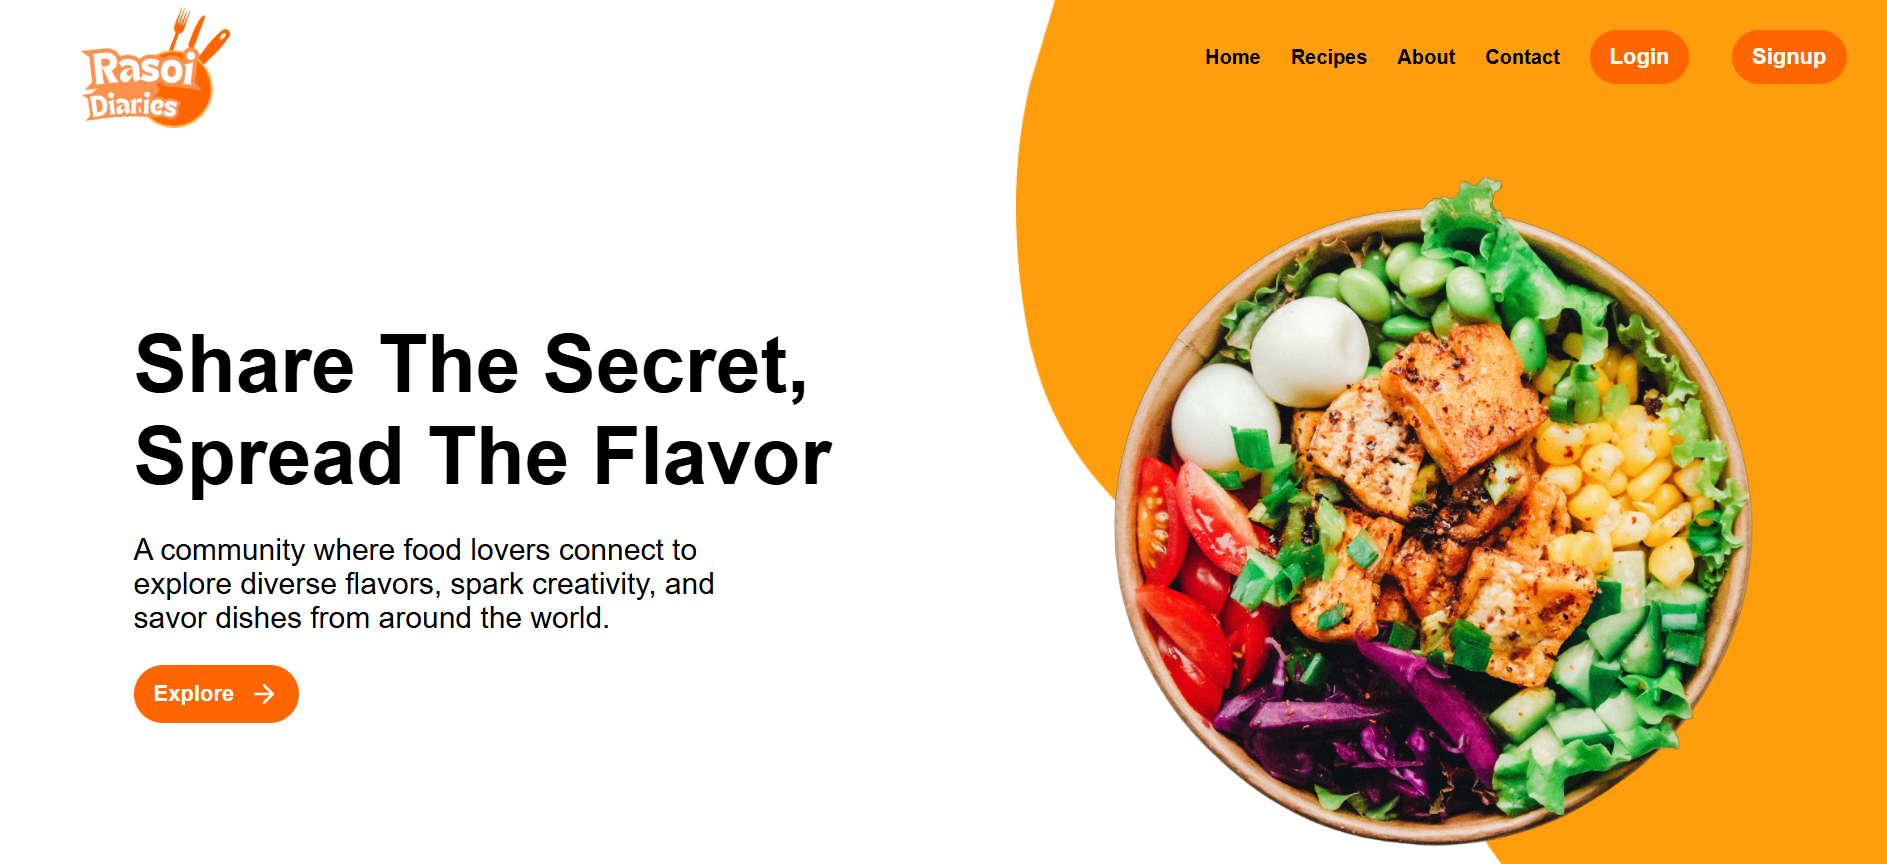 Rasoi
Diaries
Home Recipes About Contact Login Signup
Share The Secret,
Spread The Flavor
A community where food lovers connect to
explore diverse flavors, spark creativity, and
savor dishes from around the world.
Explore